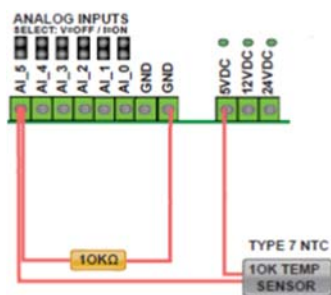 ANALOG INPUTS
SELECT: V=OFF / I=ON
AI_5
AI_4
AI_3
AI_2
AI_1
AI_0
GND
GND
5VDC
12VDC
24VDC
10KΩ
TYPE 7 NTC
10K TEMP
SENSOR